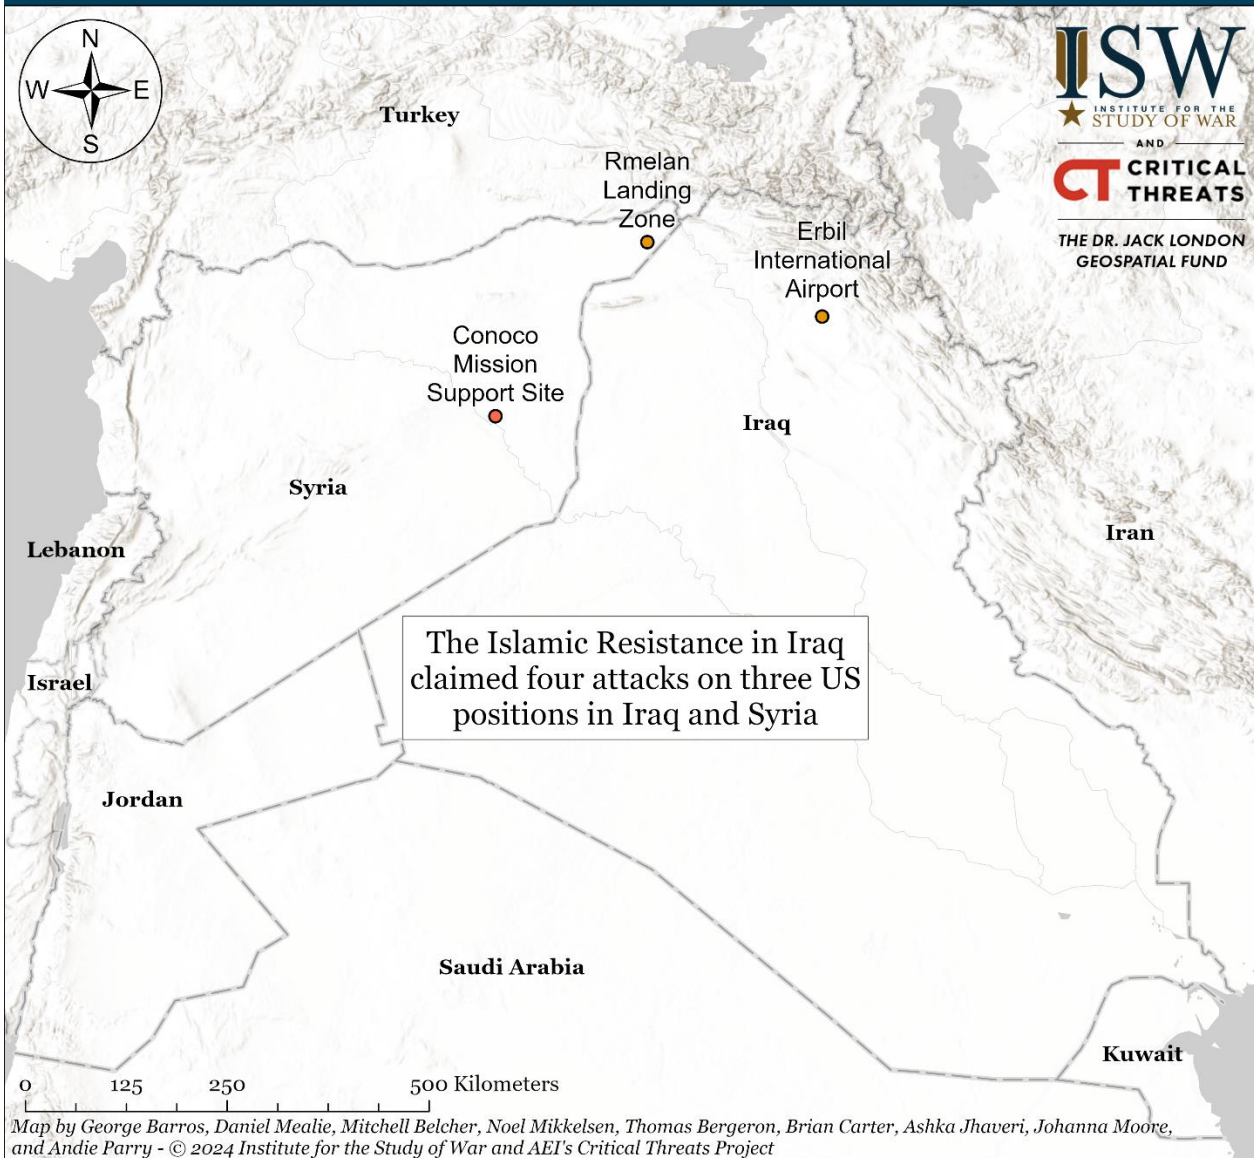 N
W
E
S
ISW
INSTITUTE FOR THE
STUDY OF WAR
AND
CT CRITICAL
THREATS
THE DR. JACK LONDON
GEOSPATIAL FUND
Turkey
Rmelan
Landing
Zone
Erbil
International
Airport
Conoco
Mission
Support Site
Iraq
Syria
Lebanon
Iran
The Islamic Resistance in Iraq
claimed four attacks on three US
positions in Iraq and Syria
Israel
Jordan
Saudi Arabia
Kuwait
0 125 250 500 Kilometers
Map by George Barros, Daniel Mealie, Mitchell Belcher, Noel Mikkelsen, Thomas Bergeron, Brian Carter, Ashka Jhaveri, Johanna Moore,
and Andie Parry - © 2024 Institute for the Study of War and AEI's Critical Threats Project